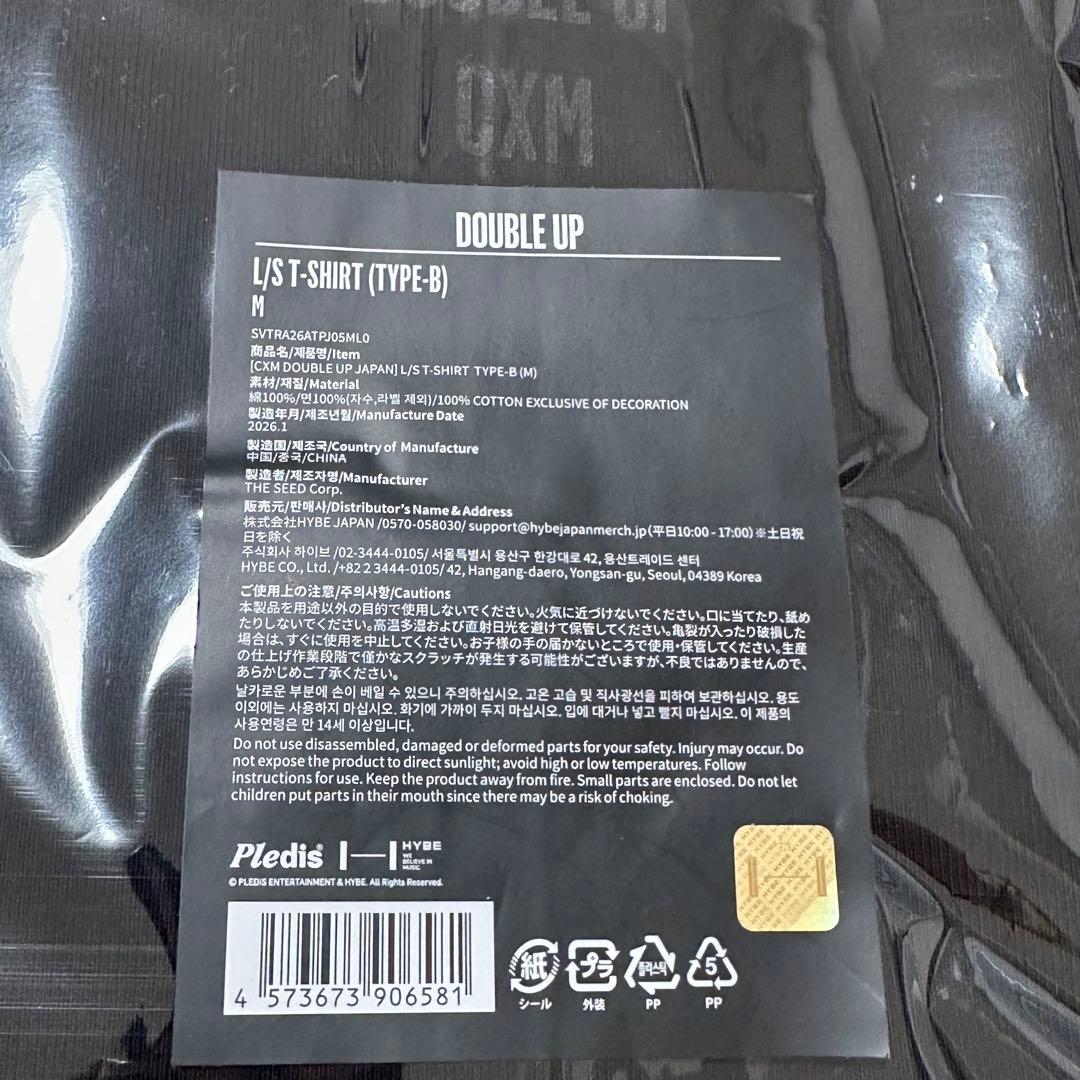 DOUBLE UP
CXM
DOUBLE UP
L/S T-SHIRT (TYPE-B)
M
SVTRA26ATPJ05ML0
商品名/제품명/Item
[CXM DOUBLE UP JAPAN] L/S T-SHIRT TYPE-B (M)
素材/재질/Material
綿100%/면100%(자수,라벨 제외)/100% COTTON EXCLUSIVE OF DECORATION
製造年月/제조년월/Manufacture Date
2026.1
製造国/제조국/Country of Manufacture
中国/중국/CHINA
製造者/제조자명/Manufacturer
THE SEED Corp.
販売元/판매사/Distributor's Name & Address
株式会社HYBE JAPAN /0570-058030/ support@hybejapanmerch.jp (平日10:00 - 17:00) ※土日祝
日を除く
주식회사 하이브 /02-3444-0105/ 서울특별시 용산구 한강대로 42, 용산트레이드 센터
HYBE CO., Ltd. /+82 2 3444-0105/ 42, Hangang-daero, Yongsan-gu, Seoul, 04389 Korea
ご使用上の注意/주의사항/Cautions
本製品を用途以外の目的で使用しないでください。火気に近づけないでください。口に当てたり、舐め
たりしないでください。高温多湿および直射日光を避けて保管してください。亀裂が入ったり破損した
場合は、すぐに使用を中止してください。お子様の手の届かないところで使用・保管してください。生産
の仕上げ作業段階で僅かなスクラッチが発生する可能性がございますが、不良ではありませんので、
あらかじめご了承ください。
날카로운 부분에 손이 베일 수 있으니 주의하십시오. 고온 고습 및 직사광선을 피하여 보관하십시오. 용도
이외에는 사용하지 마십시오. 화기에 가까이 두지 마십시오. 입에 대거나 넣고 빨지 마십시오. 이 제품의
사용연령은 만 14세 이상입니다.
Do not use disassembled, damaged or deformed parts for your safety. Injury may occur. Do
not expose the product to direct sunlight; avoid high or low temperatures. Follow
instructions for use. Keep the product away from fire. Small parts are enclosed. Do not let
children put parts in their mouth since there may be a risk of choking.
Pledis
HYBE
WE
BELIEVE IN
MUSIC
© PLEDIS ENTERTAINMENT & HYBE. All Rights Reserved.
4 573673 906581
紙
シール
プラ
外装
플라스틱
PP
5
PP